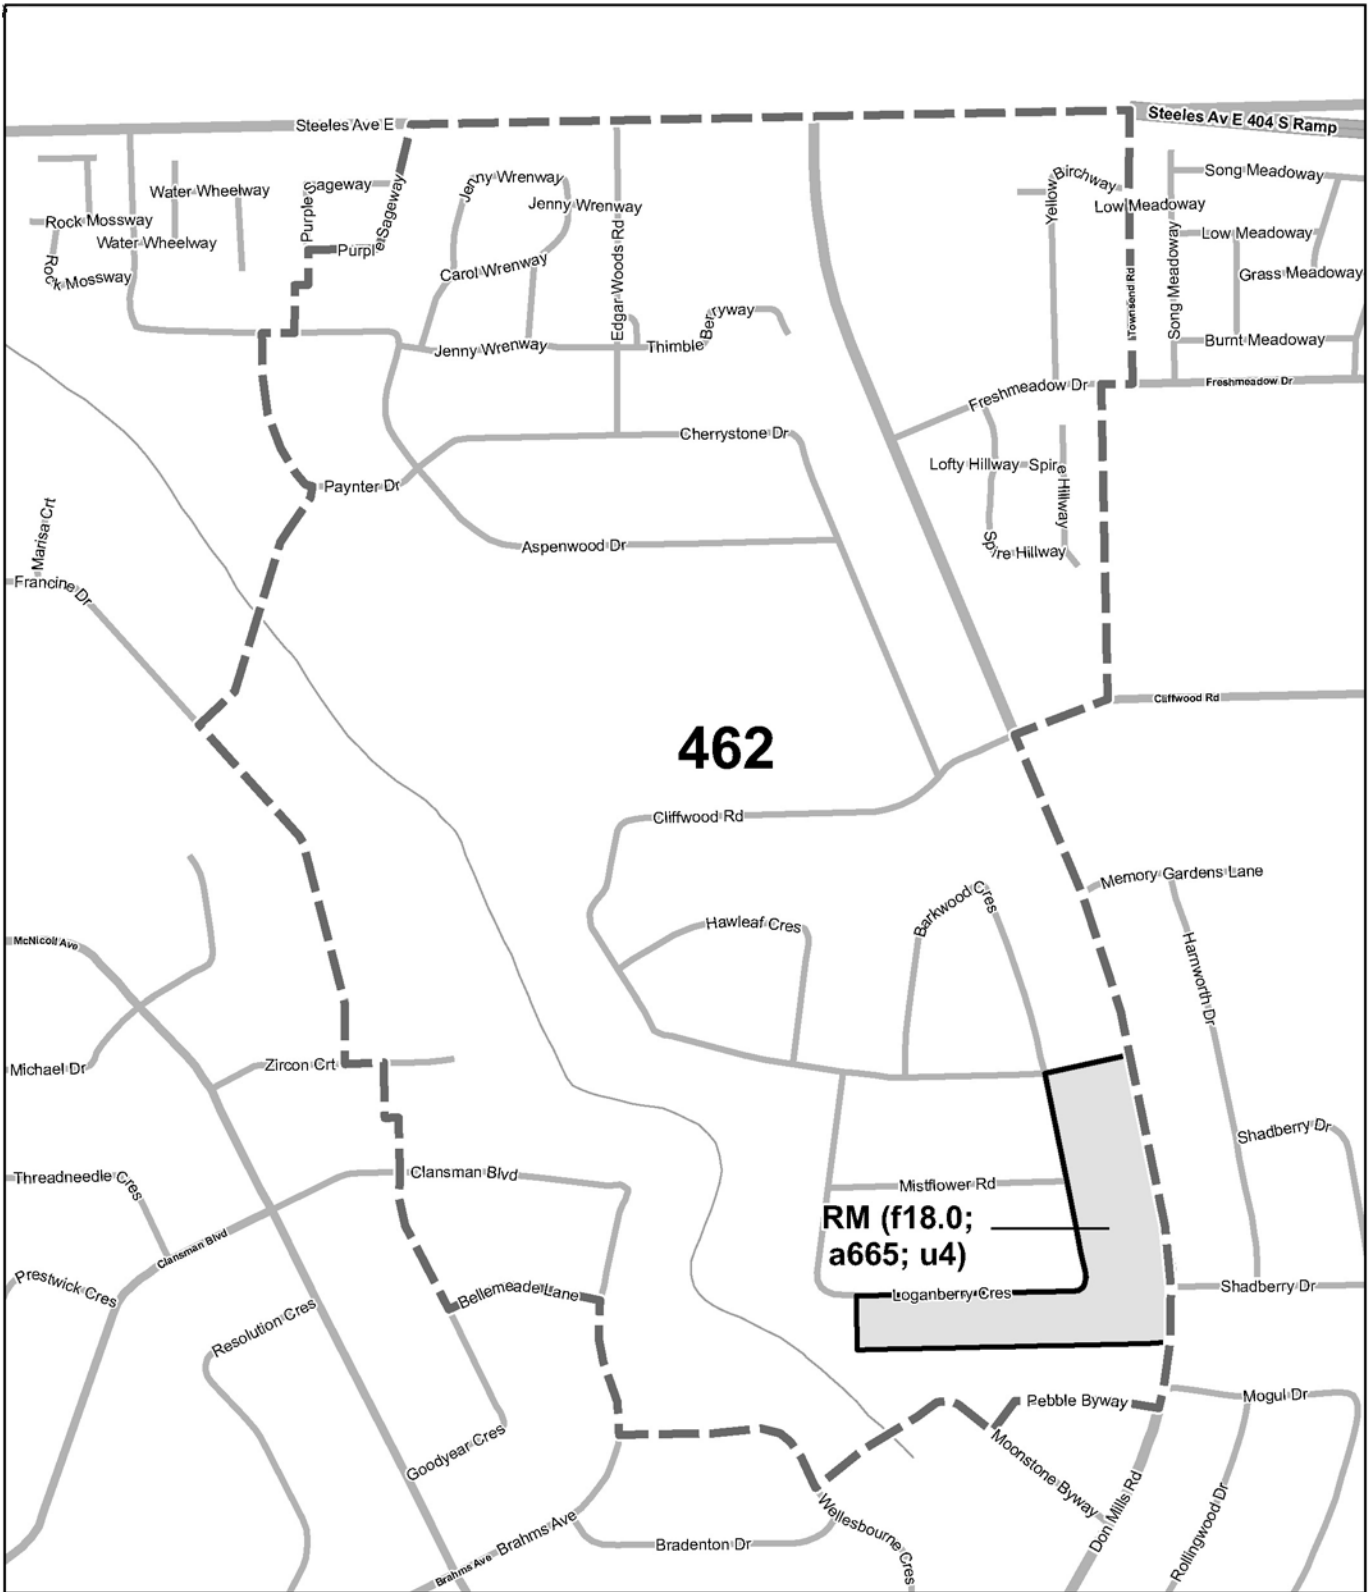 Steeles Ave E
Steeles Av E 404 S Ramp
Water Wheelway
Purple Sageway
Sageway
Jenny Wrenway
Birchway
Yellow
Song Meadoway
Rock Mossway
Water Wheelway
Purple Sageway
Jenny Wrenway
Edgar Woods Rd
Low Meadoway
Low Meadoway
Rock Mossway
Carol Wrenway
Townsend Rd
Song Meadoway
Grass Meadoway
Jenny Wrenway
Thimble Berryway
Burnt Meadoway
Freshmeadow Dr
Freshmeadow Dr
Cherrystone Dr
Paynter Dr
Lofty Hillway
Spire Hillway
Marisa Crt
Aspenwood Dr
Spire Hillway
Francine Dr
Cliffwood Rd
462
Cliffwood Rd
Memory Gardens Lane
Hawleaf Cres
Barkwood Cres
McNicoll Ave
Harnworth Dr
Michael Dr
Zircon Crt
Shadberry Dr
Threadneedle Cres
Clansman Blvd
Mistflower Rd
RM (f18.0;
a665; u4)
Clansman Blvd
Prestwick Cres
Bellemeade Lane
Loganberry Cres
Shadberry Dr
Resolution Cres
Pebble Byway
Mogul Dr
Goodyear Cres
Moonstone Byway
Don Mills Rd
Rollingwood Dr
Brahms Ave
Brahms Ave
Bradenton Dr
Wellesbourne Cres